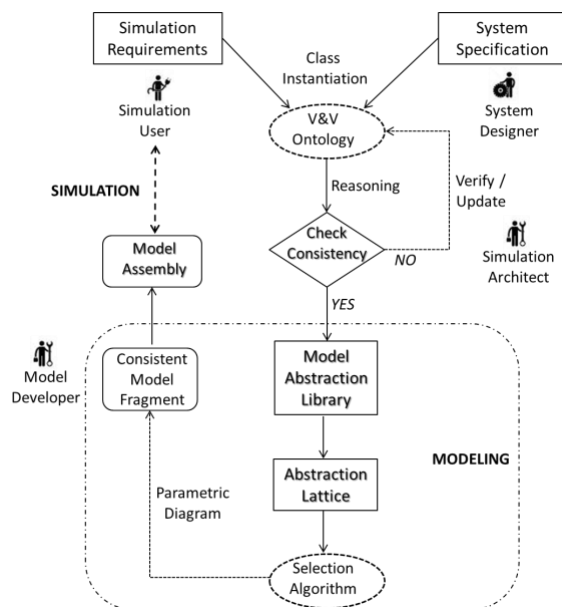 Simulation
Requirements
System
Specification
Class
Instantiation
Simulation
User
V&V
Ontology
System
Designer
SIMULATION
Reasoning
Verify /
Update
Model
Assembly
Check
Consistency
NO
Simulation
Architect
YES
Model
Developer
Consistent
Model
Fragment
Model
Abstraction
Library
MODELING
Parametric
Diagram
Abstraction
Lattice
Selection
Algorithm